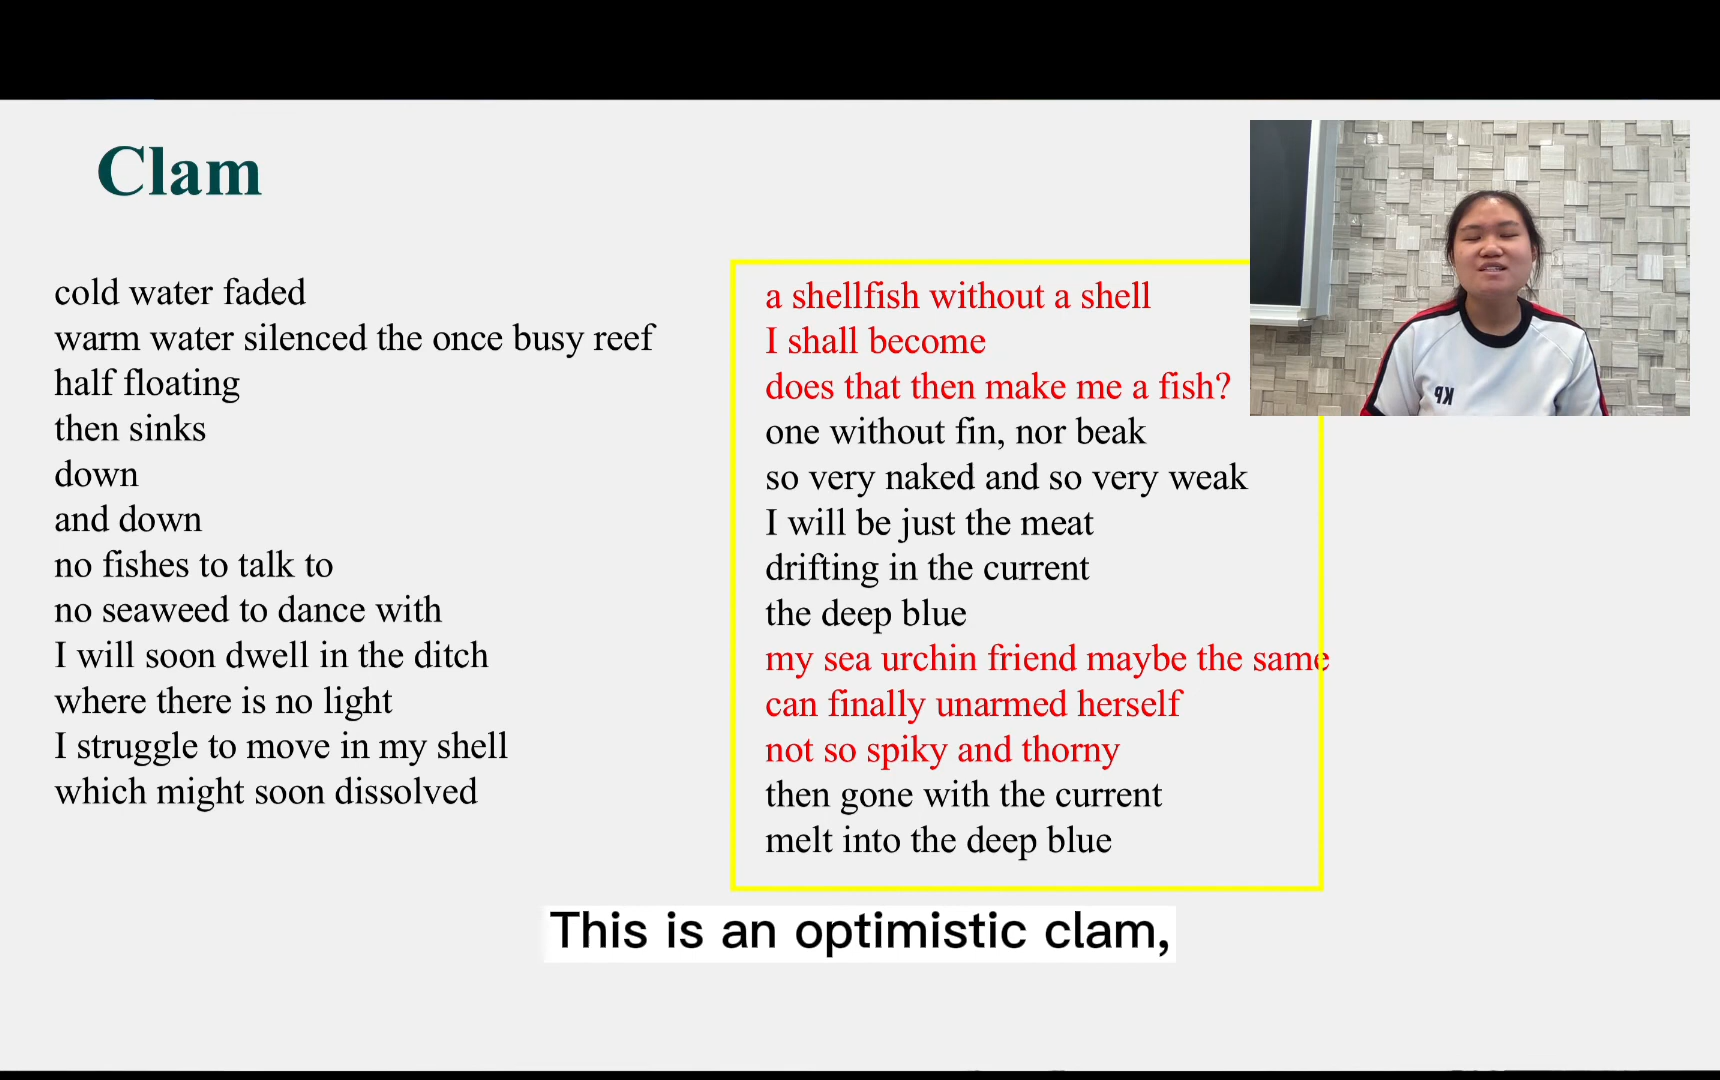 Clam
cold water faded
warm water silenced the once busy reef
half floating
then sinks
down
and down
no fishes to talk to
no seaweed to dance with
I will soon dwell in the ditch
where there is no light
I struggle to move in my shell
which might soon dissolved
a shellfish without a shell
I shall become
does that then make me a fish?
one without fin, nor beak
so very naked and so very weak
I will be just the meat
drifting in the current
the deep blue
my sea urchin friend maybe the same
can finally unarmed herself
not so spiky and thorny
then gone with the current
melt into the deep blue
KP
This is an optimistic clam,